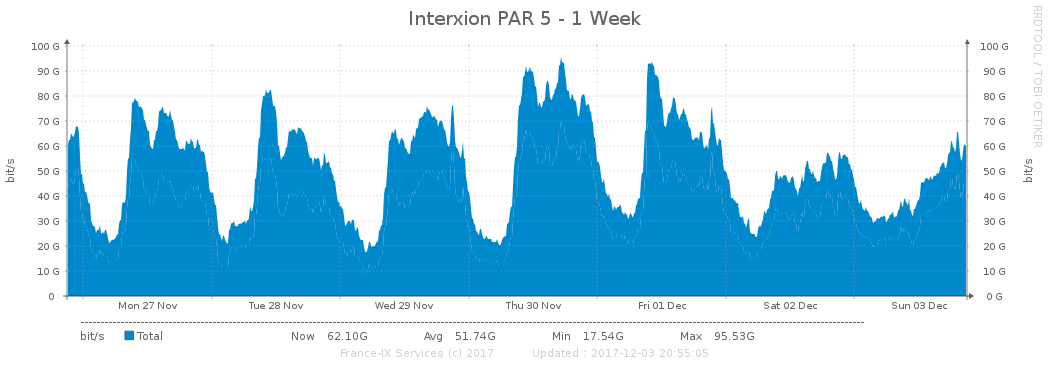 Interxion PAR 5 - 1 Week
RRDTOOL / TOBI OETIKER
bit/s
100 G
90 G
80 G
70 G
60 G
50 G
40 G
30 G
20 G
10 G
0
100 G
90 G
80 G
70 G
60 G
50 G
40 G
30 G
20 G
10 G
0 G
bit/s
Mon 27 Nov Tue 28 Nov Wed 29 Nov Thu 30 Nov Fri 01 Dec Sat 02 Dec Sun 03 Dec
bit/s Total Now 62.10G Avg 51.74G Min 17.54G Max 95.53G
France-IX Services (c) 2017 Updated : 2017-12-03 20:55:05